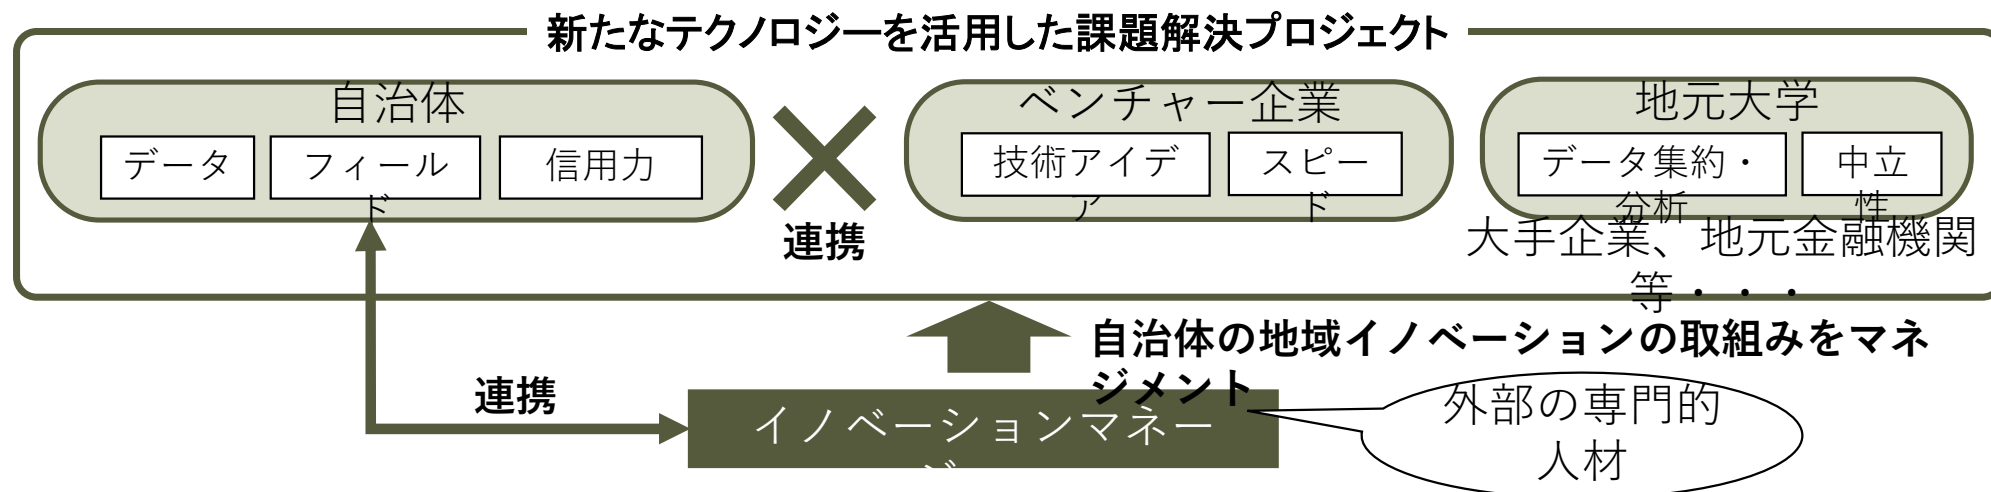 新たなテクノロジーを活用した課題解決プロジェクト
自治体
データ
フィール
ド
信用力
連携
ベンチャー企業
技術アイデ
ア
スピー
ド
地元大学
データ集約・
分析
中立
性
大手企業、地元金融機関
等・・・
自治体の地域イノベーションの取組みをマネ
ジメント
連携
イノベーションマネー
外部の専門的
人材